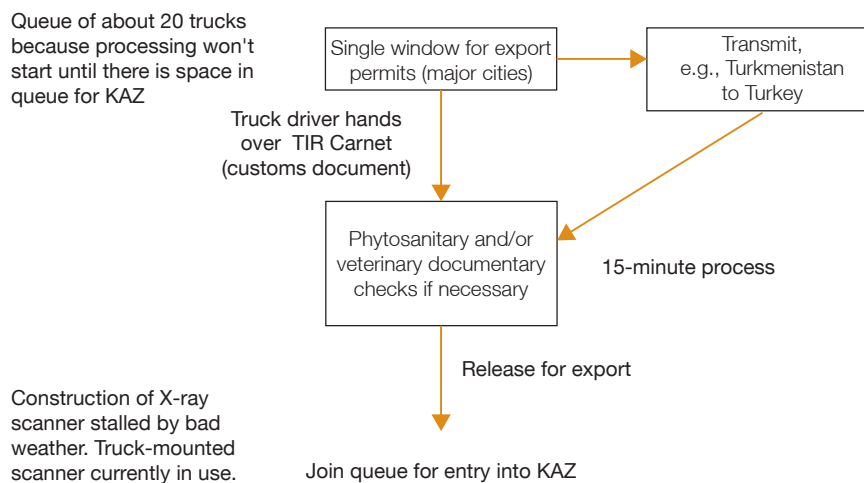 Queue of about 20 trucks
because processing won't
start until there is space in
queue for KAZ
Single window for export
permits (major cities)
Transmit,
e.g., Turkmenistan
to Turkey
Truck driver hands
over TIR Carnet
(customs document)
Phytosanitary and/or
veterinary documentary
checks if necessary
15-minute process
Release for export
Construction of X-ray
scanner stalled by bad
weather. Truck-mounted
scanner currently in use.
Join queue for entry into KAZ